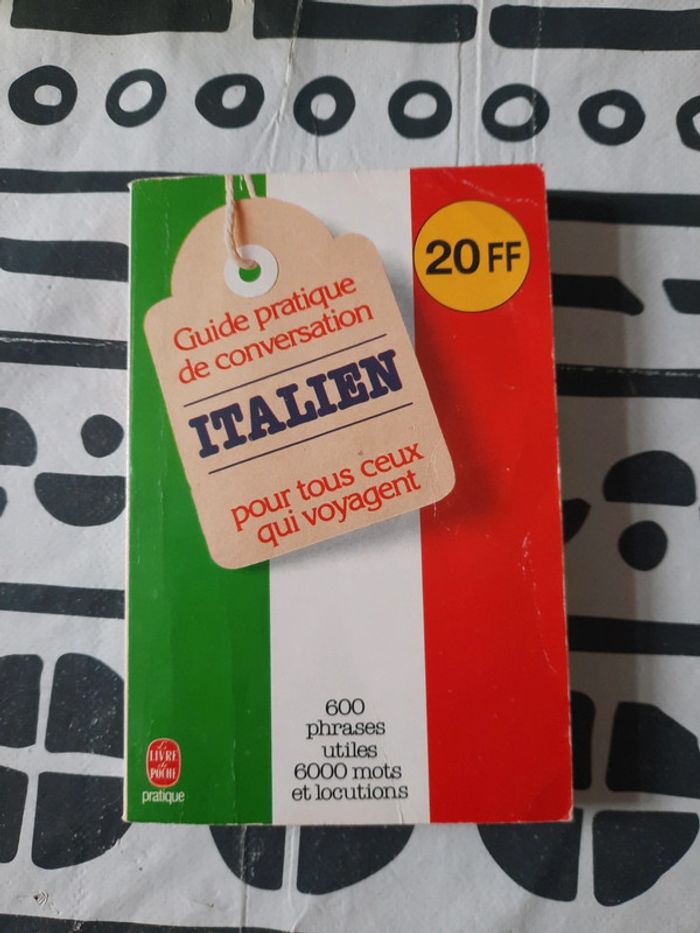 20 FF
Guide pratique
de conversation
ITALIEN
pour tous ceux
qui voyagent
600
phrases
utiles
6000 mots
et locutions
Le
LIVRE
de
POCHE
pratique